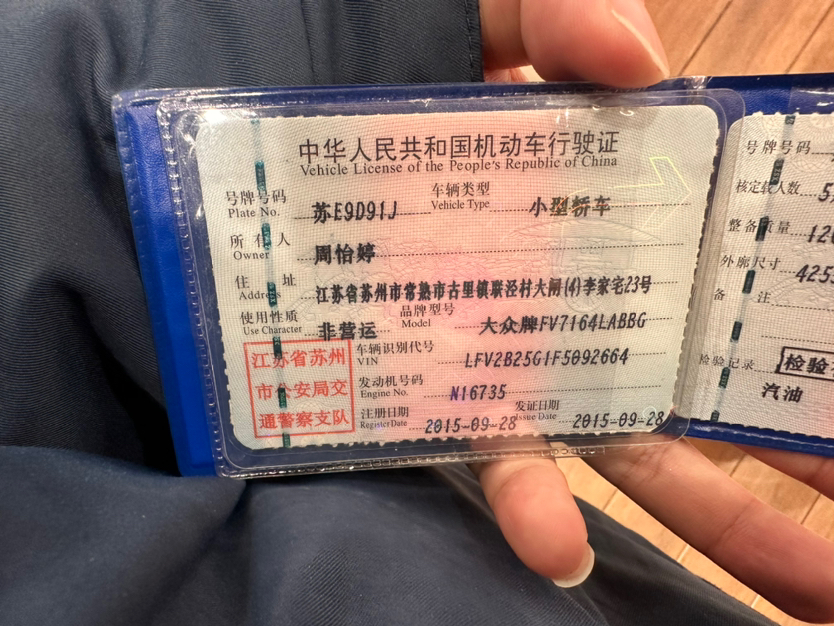 中华人民共和国机动车行驶证
Vehicle License of the People's Republic of China
号牌号码 苏E9D91J 车辆类型 小型轿车
Plate No. Vehicle Type
所有人 周怡婷
Owner
住址 江苏省苏州市常熟市古里镇联泾村大闸(4)李家宅23号
Address
使用性质 非营运 品牌型号 大众牌FV7164LABBG
Use Character Model
车辆识别代号 LFV2B25G1F5092664
VIN
发动机号码 N16735
Engine No.
注册日期 2015-09-28 发证日期 2015-09-28
Register Date Issue Date
江苏省苏州
市公安局交
通警察支队
号牌号码
核定载人数 5
整备质量
外廓尺寸 425
备注
检验记录 检验
汽油